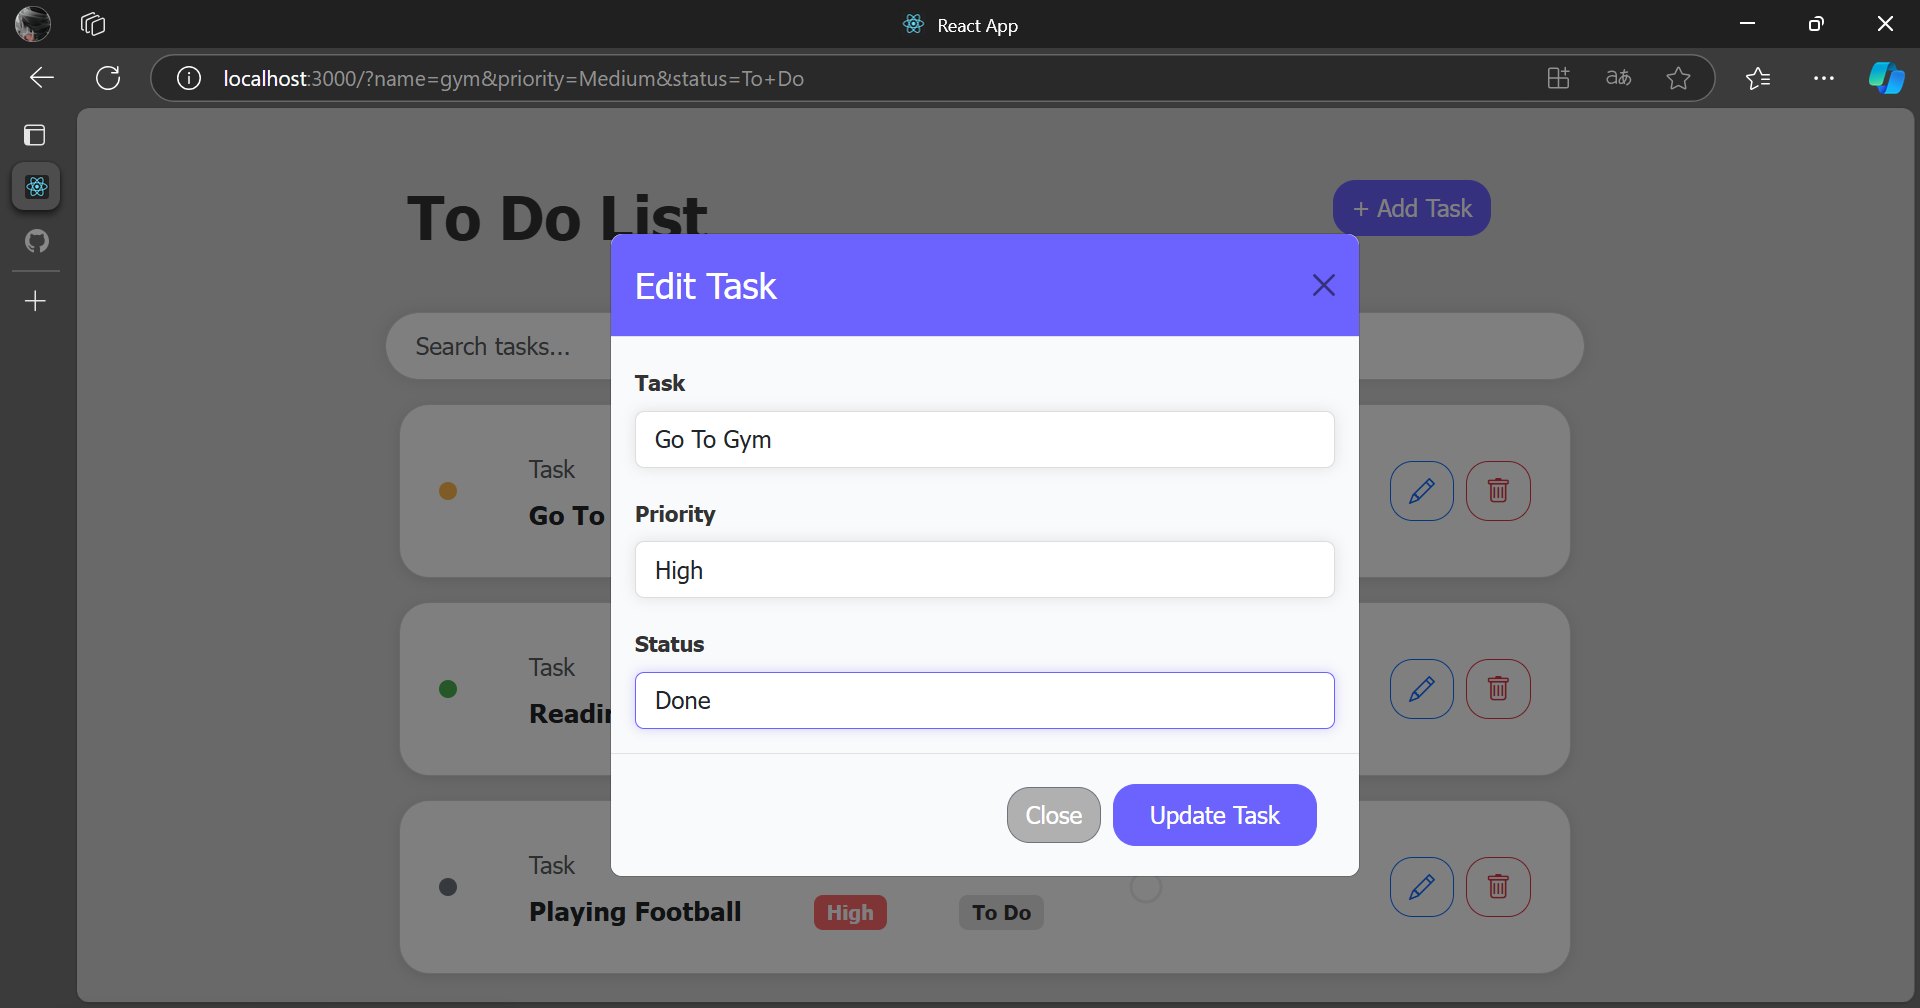 React App
localhost:3000/?name=gym&priority=Medium&status=To+Do
aあ
To Do List
+ Add Task
Edit Task
Search tasks...
Task
Go To Gym
Task
Go To
Priority
High
Status
Task
Done
Close
Update Task
Task
Playing Football
High
To Do